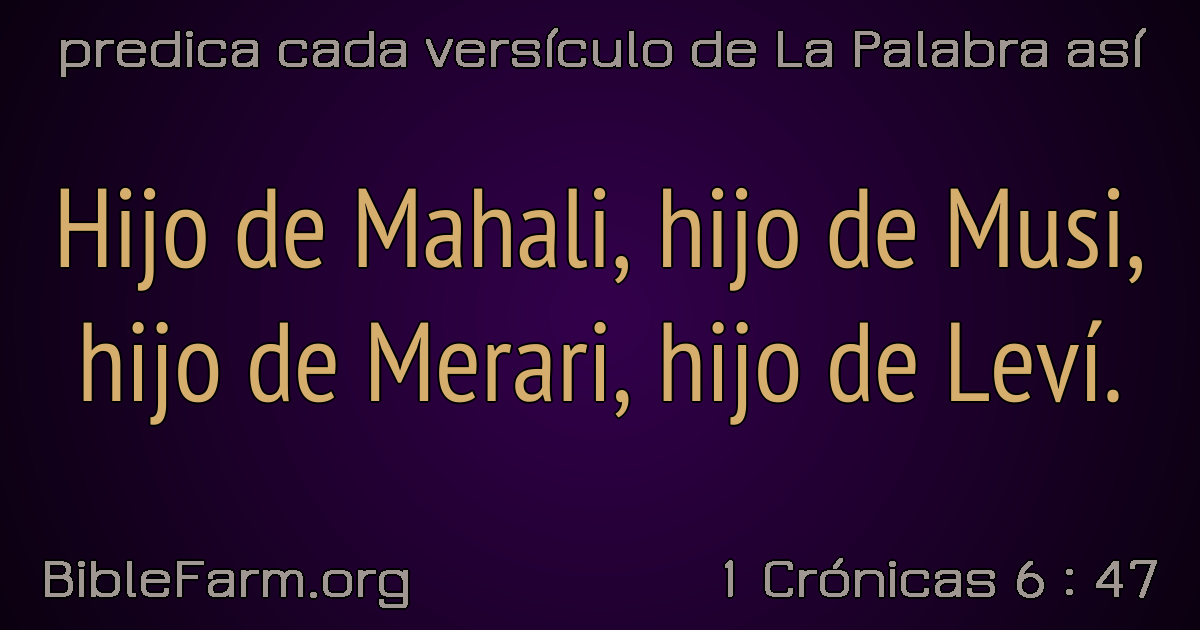 predica cada versículo de La Palabra así
Hijo de Mahali, hijo de Musi,
hijo de Merari, hijo de Leví.
BibleFarm.org
1 Crónicas 6 : 47